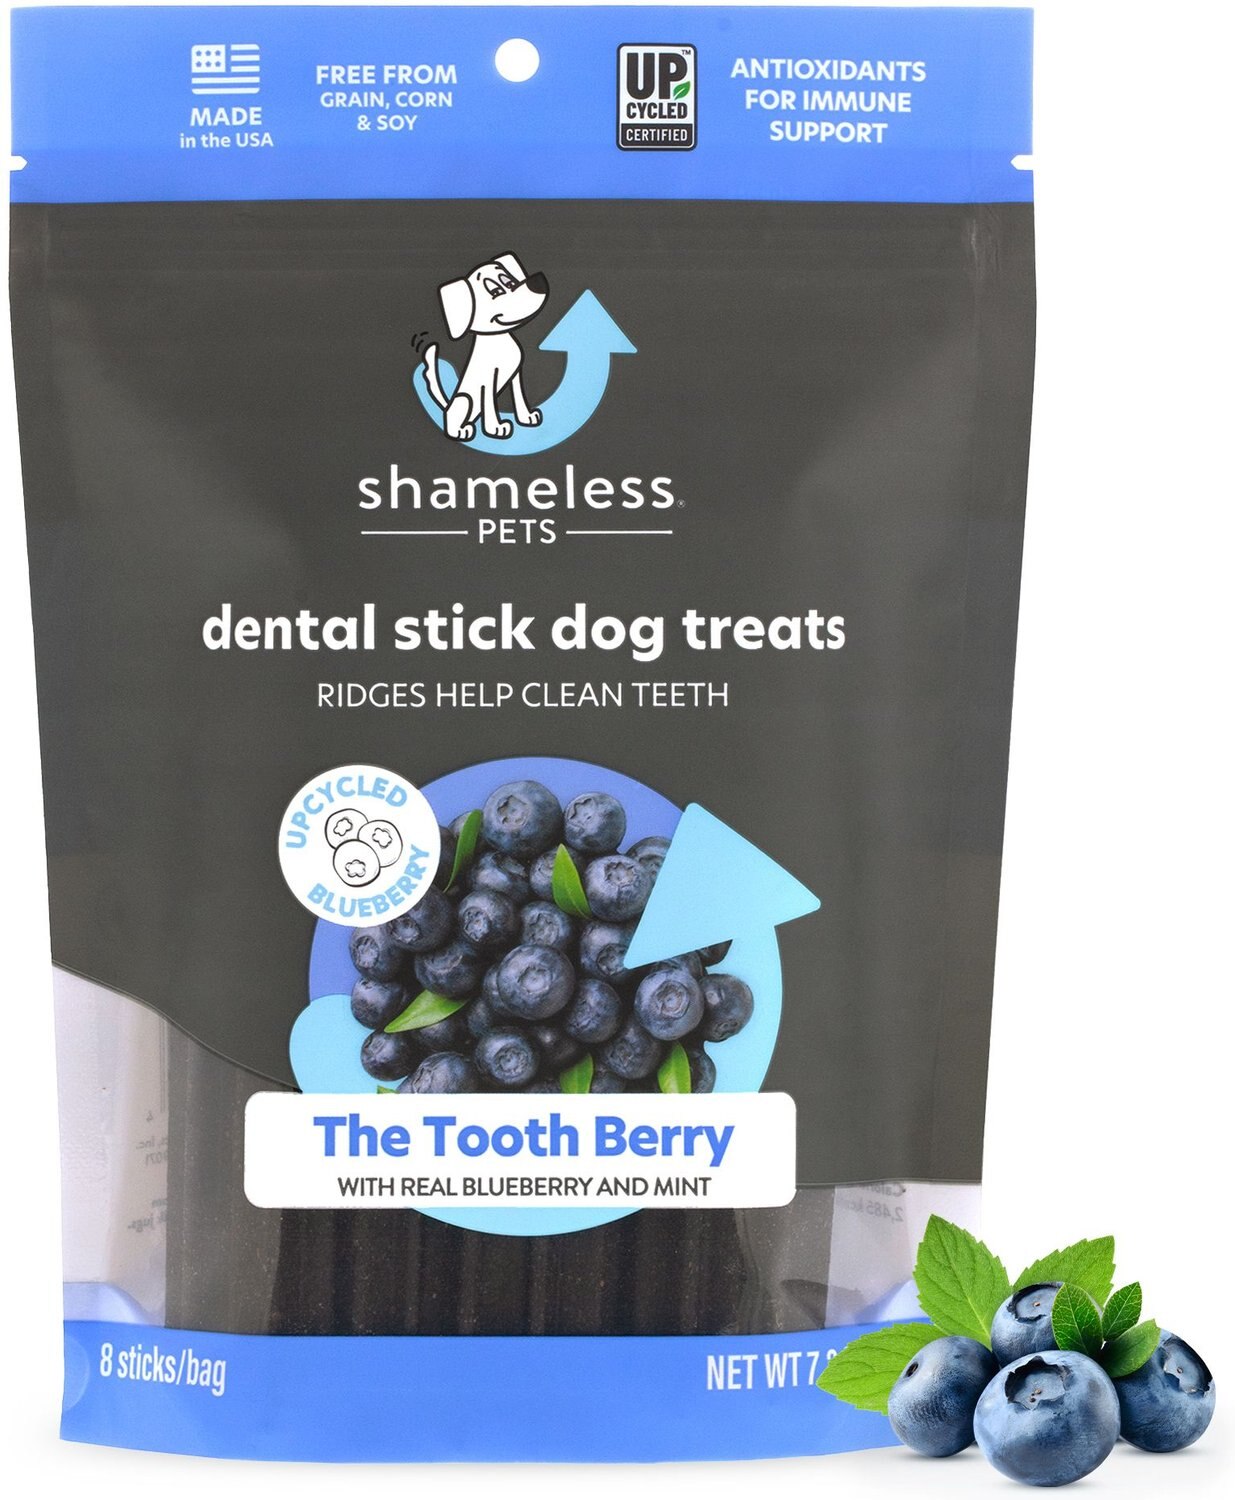 MADE
in the USA
FREE FROM
GRAIN, CORN
& SOY
UP™
CYCLED
CERTIFIED
ANTIOXIDANTS
FOR IMMUNE
SUPPORT
shameless®
PETS
dental stick dog treats
RIDGES HELP CLEAN TEETH
UPCYCLED
BLUEBERRY
The Tooth Berry
WITH REAL BLUEBERRY AND MINT
8 sticks/bag
NET WT 7.